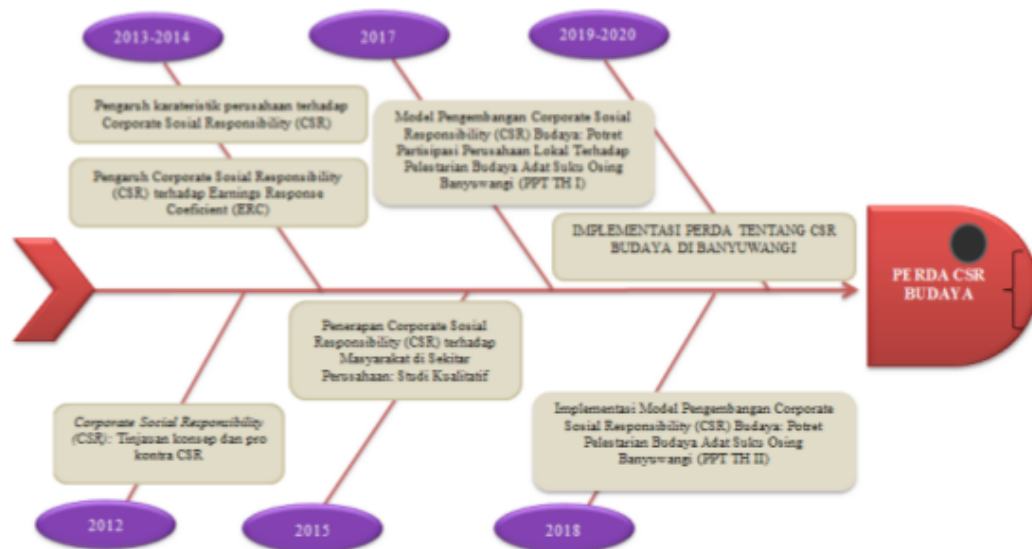 2013-2014
2017
2019-2020
Pengaruh karateristik perusahaan terhadap
Corporate Sosial Responsibility (CSR)
Pengaruh Corporate Sosial Responsibility
(CSR) terhadap Earnings Response
Coeficient (ERC)
Model Pengembangan Corporate Sosial
Responsibility (CSR) Budaya: Potret
Partisipasi Perusahaan Lokal Terhadap
Pelestarian Budaya Adat Suku Osing
Banyuwangi (PPT TH I)
IMPLEMENTASI PERDA TENTANG CSR
BUDAYA DI BANYUWANGI
PERDA CSR
BUDAYA
Penerapan Corporate Sosial
Responsibility (CSR) terhadap
Masyarakat di Sekitar
Perusahaan: Studi Kualitatif
Corporate Social Responsibility
(CSR): Tinjasan konsep dan pro
kontra CSR
Implementasi Model Pengembangan Corporate
Sosial Responsibility (CSR) Budaya: Potret
Pelestarian Budaya Adat Suku Osing
Banyuwangi (PPT TH II)
2012
2015
2018